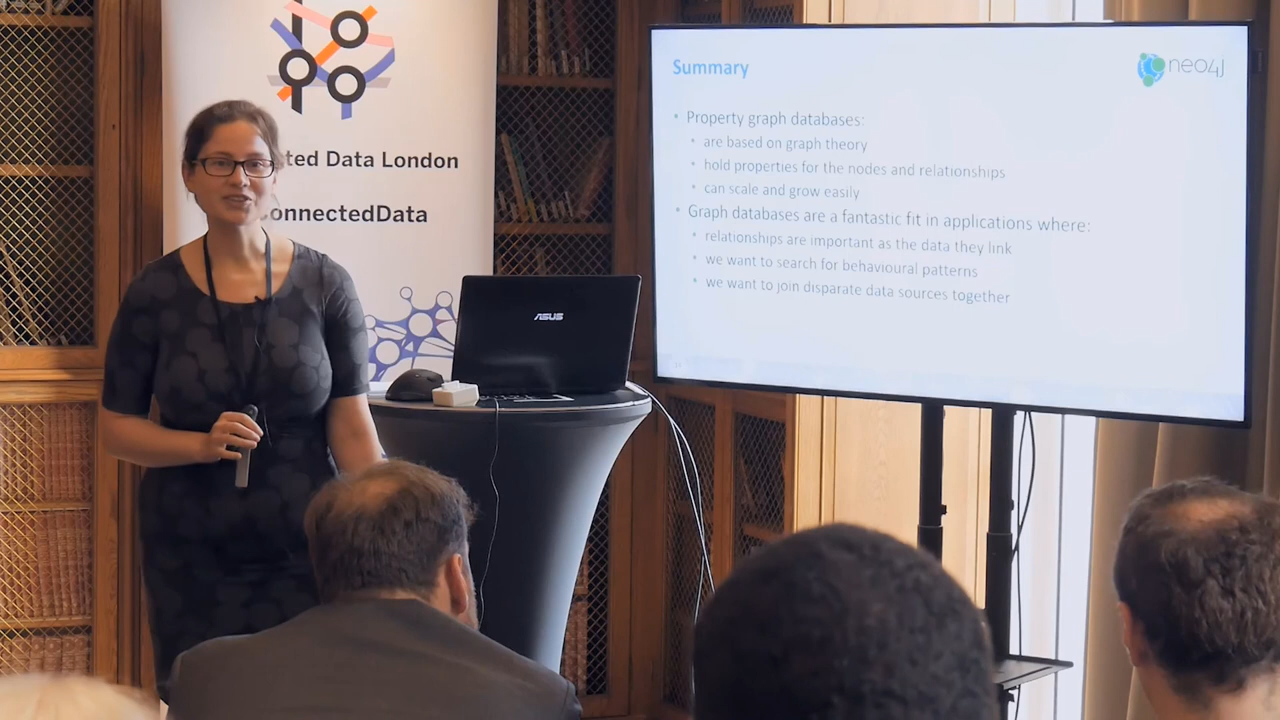 ted Data London
onnectedData
ASUS
Summary
neo4j
• Property graph databases:
• are based on graph theory
• hold properties for the nodes and relationships
• can scale and grow easily
• Graph databases are a fantastic fit in applications where:
• relationships are important as the data they link
• we want to search for behavioural patterns
• we want to join disparate data sources together